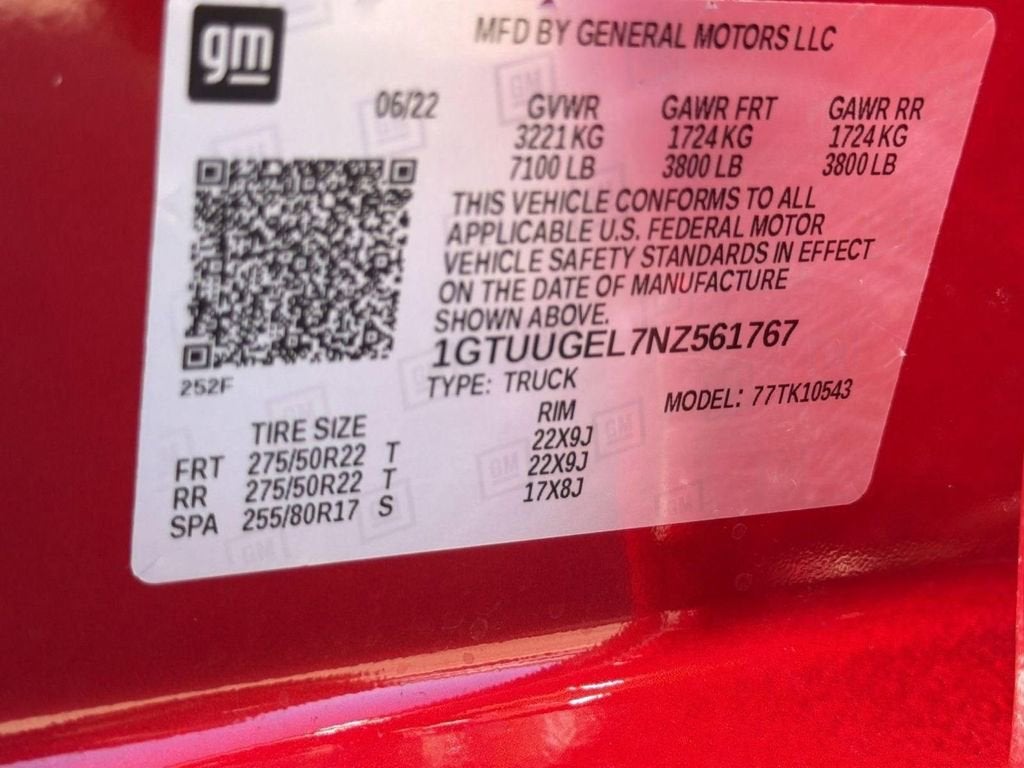 gm
MFD BY GENERAL MOTORS LLC
06/22 GVWR GAWR FRT GAWR RR
3221 KG 1724 KG 1724 KG
7100 LB 3800 LB 3800 LB
THIS VEHICLE CONFORMS TO ALL
APPLICABLE U.S. FEDERAL MOTOR
VEHICLE SAFETY STANDARDS IN EFFECT
ON THE DATE OF MANUFACTURE
SHOWN ABOVE.
1GTUUGEL7NZ561767
252F
TYPE: TRUCK MODEL: 77TK10543
TIRE SIZE RIM
FRT 275/50R22 T 22X9J
RR 275/50R22 T 22X9J
SPA 255/80R17 S 17X8J